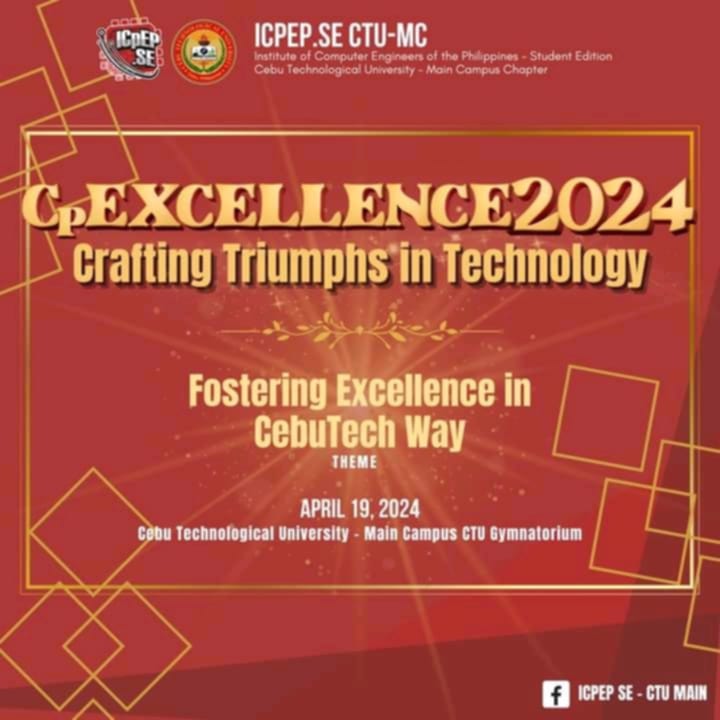 ICpEP
.SE
ICPEP.SE CTU-MC
Institute of Computer Engineers of the Philippines - Student Edition
Cebu Technological University - Main Campus Chapter
CpEXCELLENCE2024
Crafting Triumphs in Technology
Fostering Excellence in
CebuTech Way
THEME
APRIL 19, 2024
Cebu Technological University - Main Campus CTU Gymnatorium
ICPEP SE - CTU MAIN